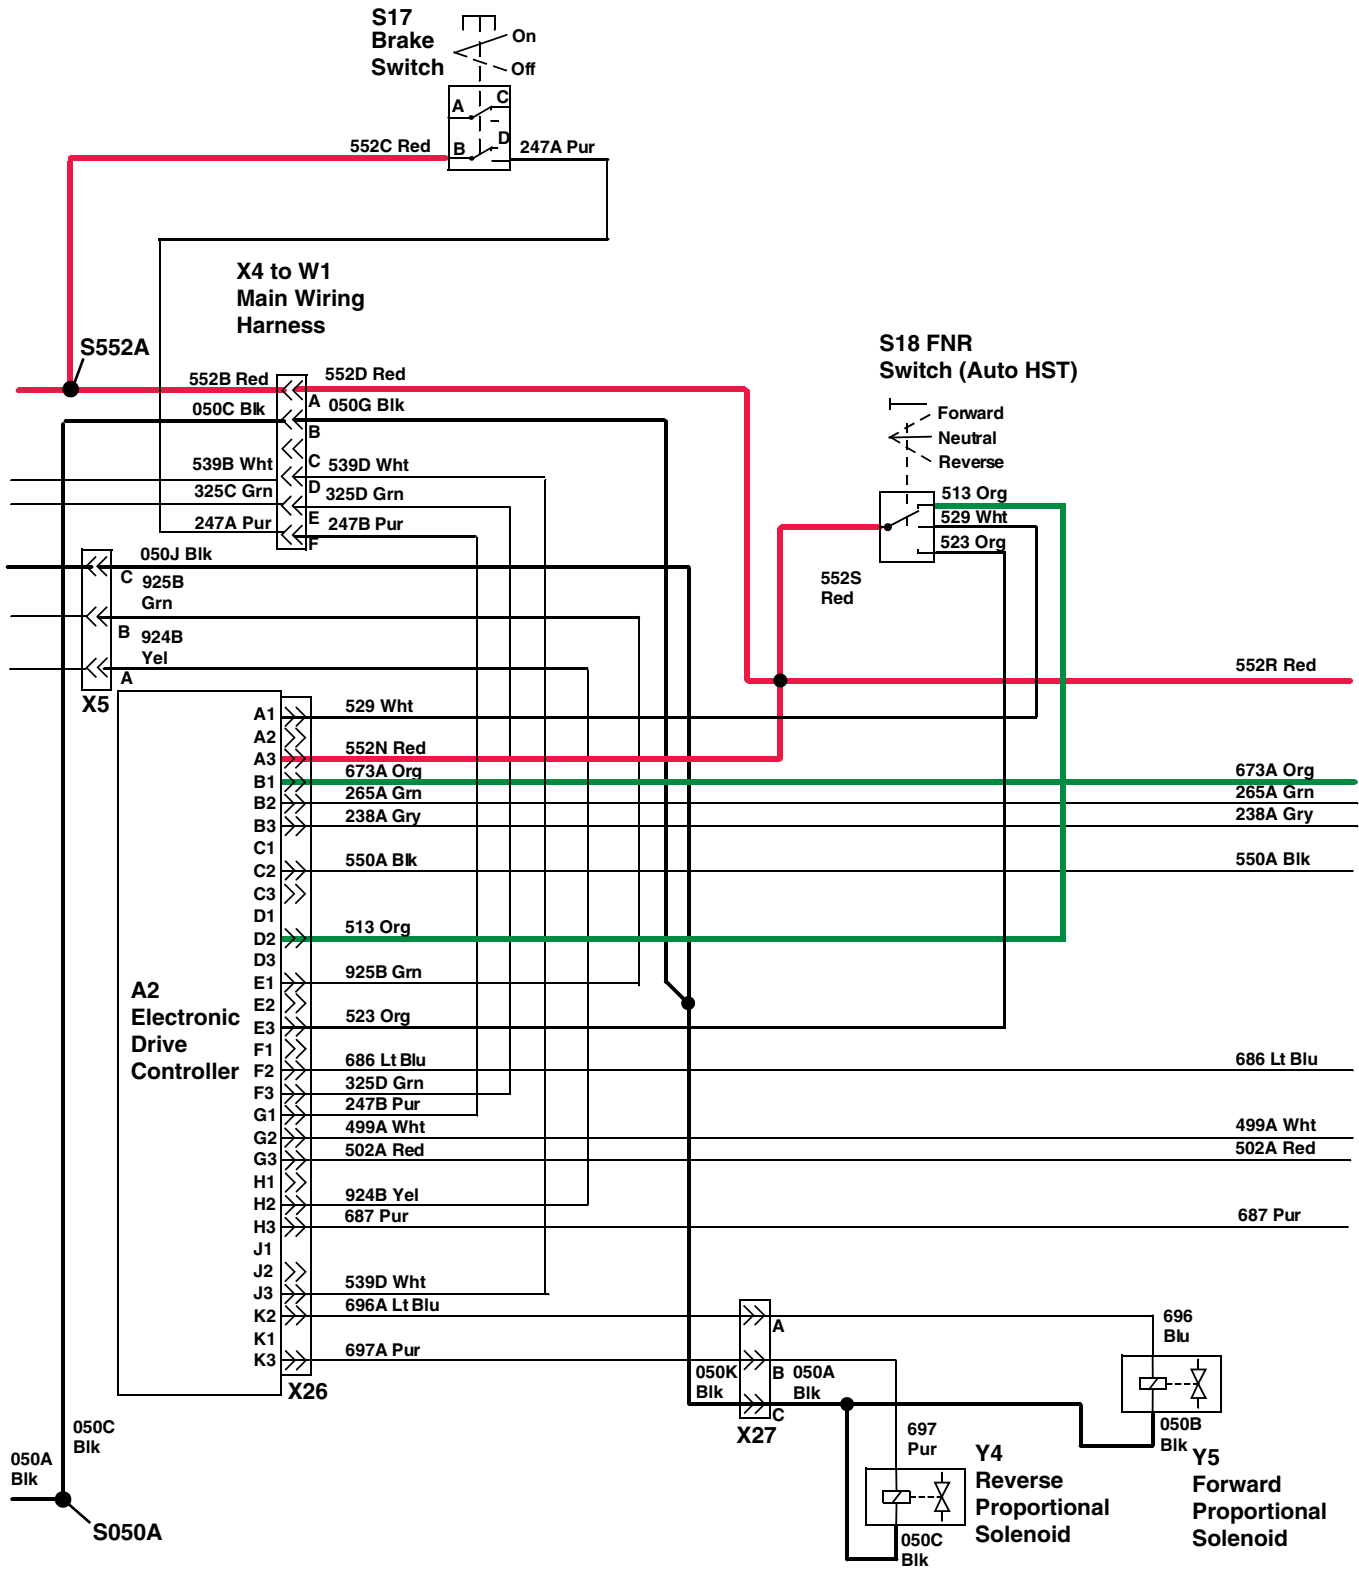 S17
Brake
Switch
On
Off
A
C
B
D
552C Red
247A Pur
X4 to W1
Main Wiring
Harness
S552A
552B Red
552D Red
050C Blk
A
050G Blk
B
539B Wht
C
539D Wht
325C Grn
D
325D Grn
247A Pur
E
247B Pur
F
S18 FNR
Switch (Auto HST)
Forward
Neutral
Reverse
513 Org
529 Wht
523 Org
552S
Red
050J Blk
C
925B
Grn
B
924B
Yel
A
X5
552R Red
A1
529 Wht
A2
A3
552N Red
B1
673A Org
673A Org
B2
265A Grn
265A Grn
B3
238A Gry
238A Gry
C1
C2
550A Blk
550A Blk
C3
D1
D2
513 Org
D3
E1
925B Grn
E2
E3
523 Org
F1
F2
686 Lt Blu
686 Lt Blu
F3
325D Grn
G1
247B Pur
G2
499A Wht
499A Wht
G3
502A Red
502A Red
H1
H2
924B Yel
H3
687 Pur
687 Pur
J1
J2
J3
539D Wht
K2
696A Lt Blu
K1
K3
697A Pur
A2
Electronic
Drive
Controller
X26
A
B
C
050K
Blk
050A
Blk
X27
696
Blu
050B
Blk
Y5
Forward
Proportional
Solenoid
697
Pur
Y4
Reverse
Proportional
Solenoid
050C
Blk
050C
Blk
050A
Blk
S050A